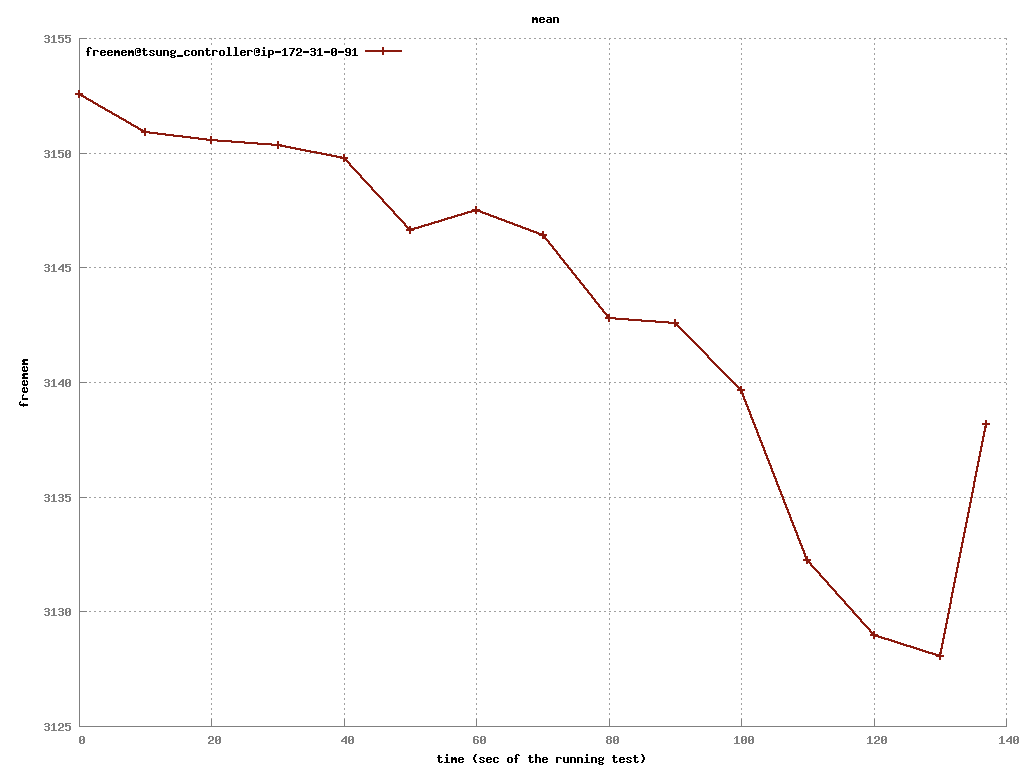 mean
3155
freemem@tsung_controller@ip-172-31-0-91
3150
3145
3140
freemem
3135
3130
3125
0 20 40 60 80 100 120 140
time (sec of the running test)